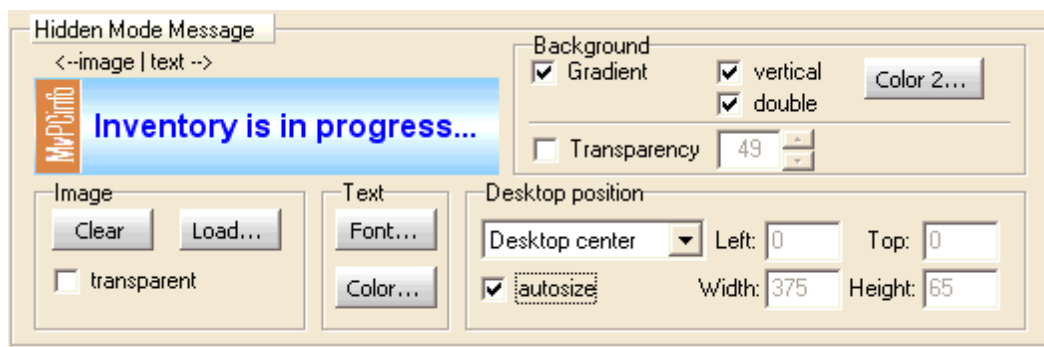 Hidden Mode Message
<--image | text -->
MyPCinfo
Inventory is in progress...
Background
Gradient
vertical
double
Color 2...
Transparency
49
Image
Clear
Load...
transparent
Text
Font...
Color...
Desktop position
Desktop center
Left: 0
Top: 0
autosize
Width: 375
Height: 65